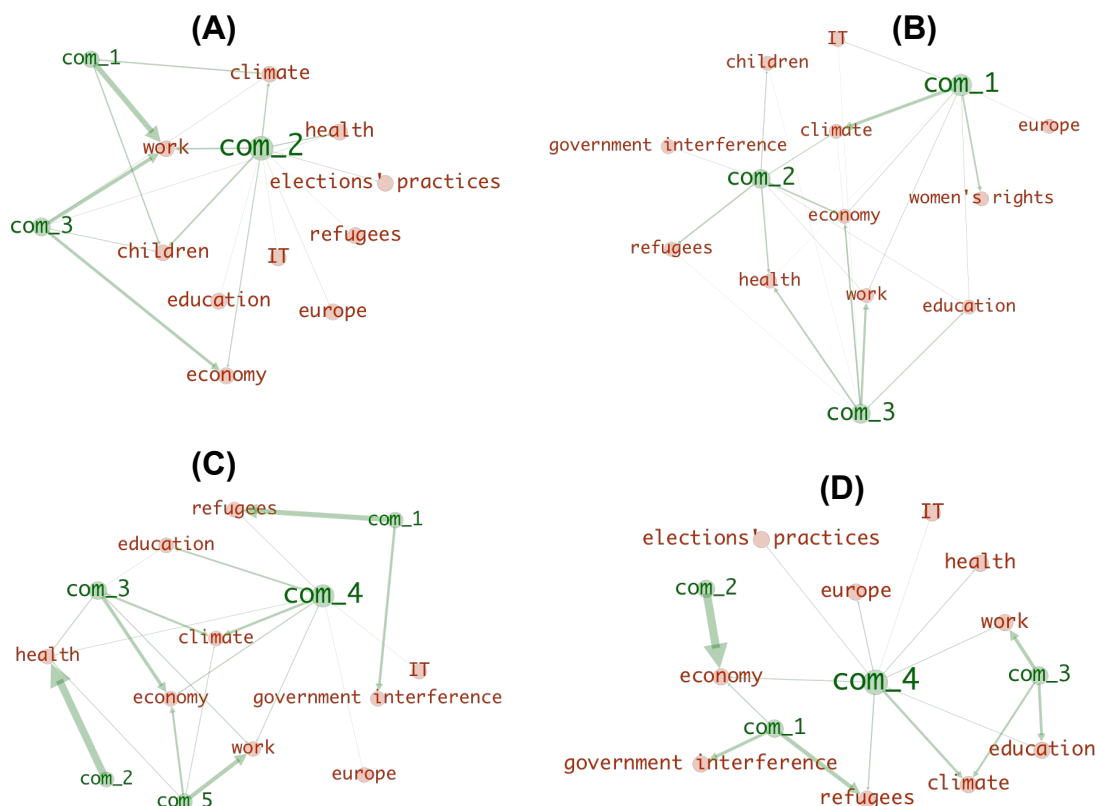 (A)
com_1
climate
health
work
com_2
elections' practices
com_3
refugees
children
IT
education
europe
economy
(B)
IT
children
com_1
climate
europe
government interference
com_2
women's rights
economy
refugees
health
work
education
com_3
(C)
refugees
com_1
education
com_3
com_4
climate
health
IT
economy
government interference
work
com_2
europe
com_5
(D)
IT
elections' practices
health
com_2
europe
work
economy
com_4
com_3
com_1
education
government interference
climate
refugees